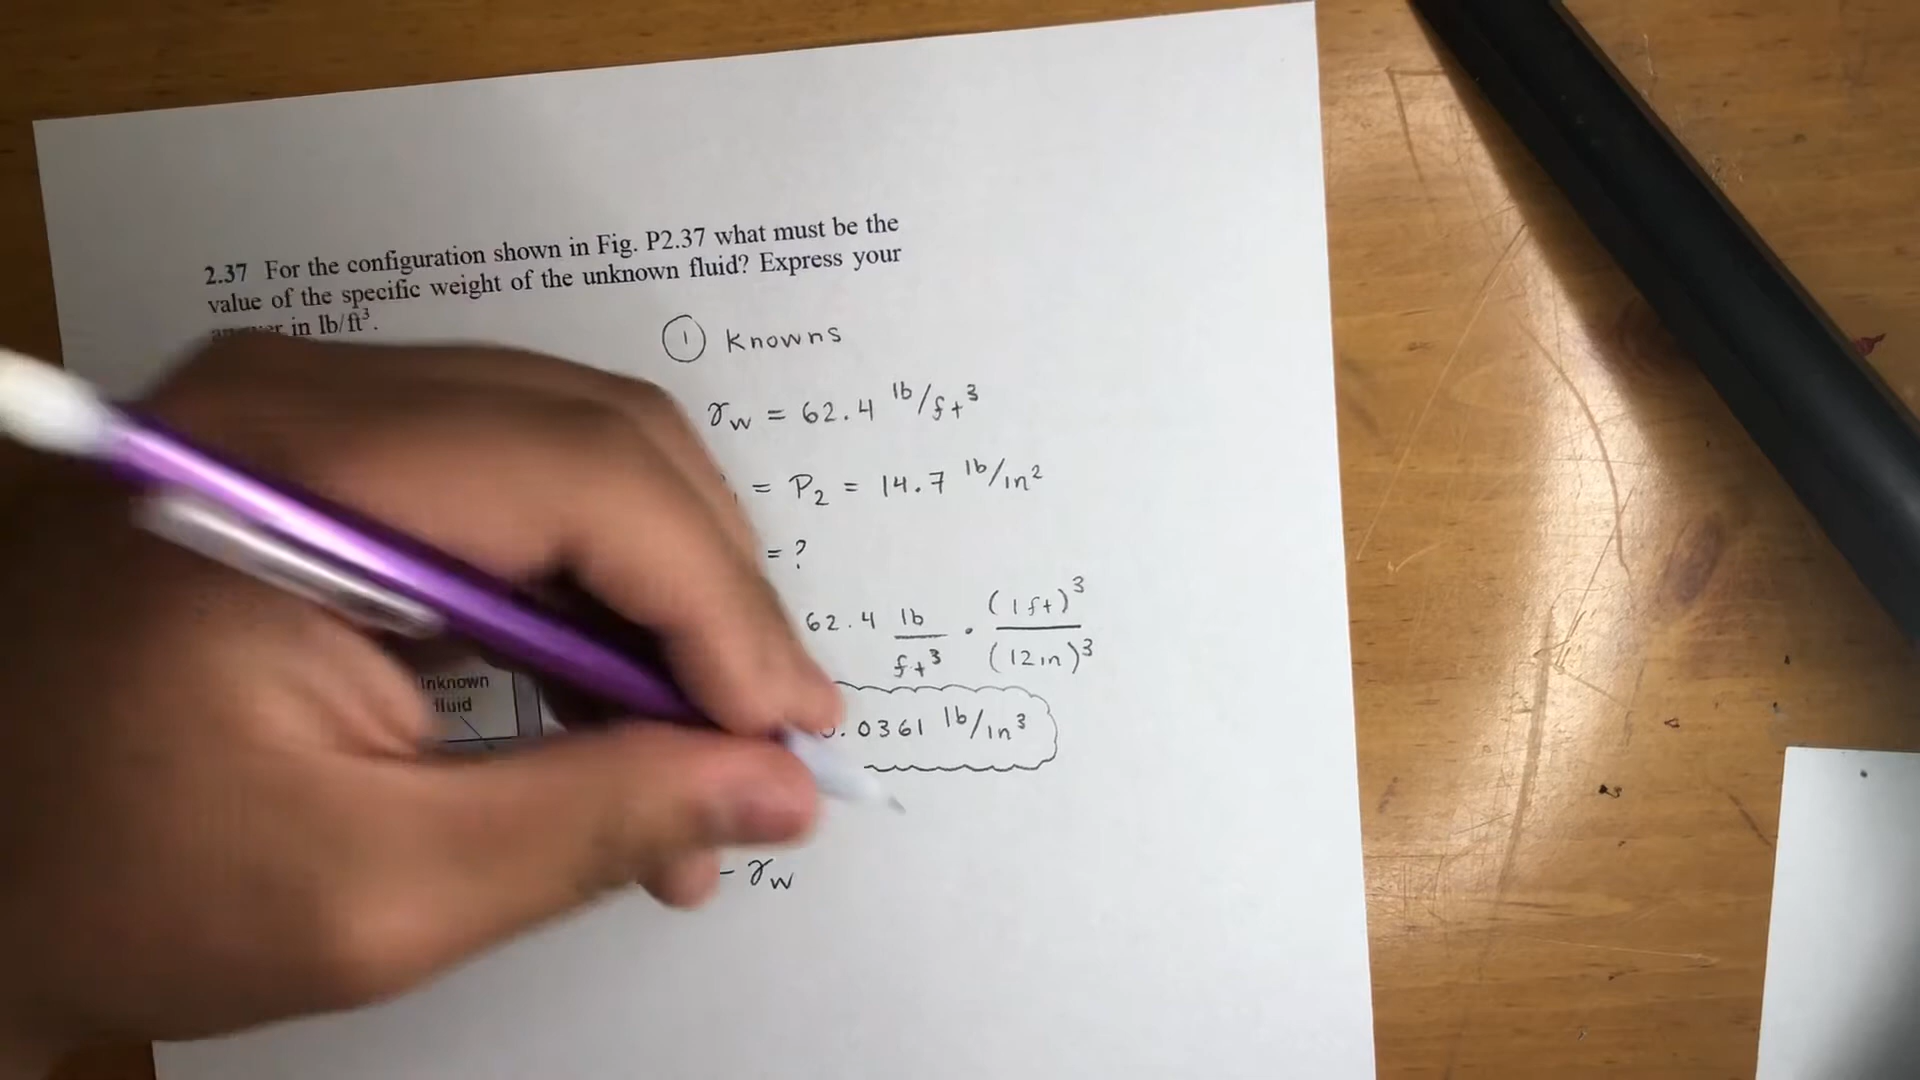 2.37 For the configuration shown in Fig. P2.37 what must be the
value of the specific weight of the unknown fluid? Express your
in lb/ft³.
① Knowns
γw = 62.4 lb/ft³
= P₂ = 14.7 lb/in²
= ?
62.4 lb/ft³ · (1ft)³/(12in)³
.0361 lb/in³
fluid
- γw